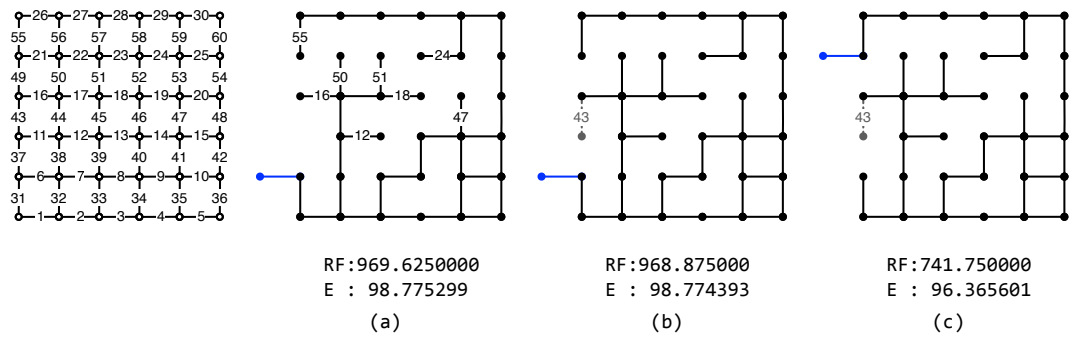 26 27 28 29 30
55 56 57 58 59 60
21 22 23 24 25
49 50 51 52 53 54
16 17 18 19 20
43 44 45 46 47 48
11 12 13 14 15
37 38 39 40 41 42
6 7 8 9 10
31 32 33 34 35 36
1 2 3 4 5
55
24
50 51
16 18
47
12
RF:969.6250000
E : 98.775299
(a)
43
RF:968.875000
E : 98.774393
(b)
43
RF:741.750000
E : 96.365601
(c)